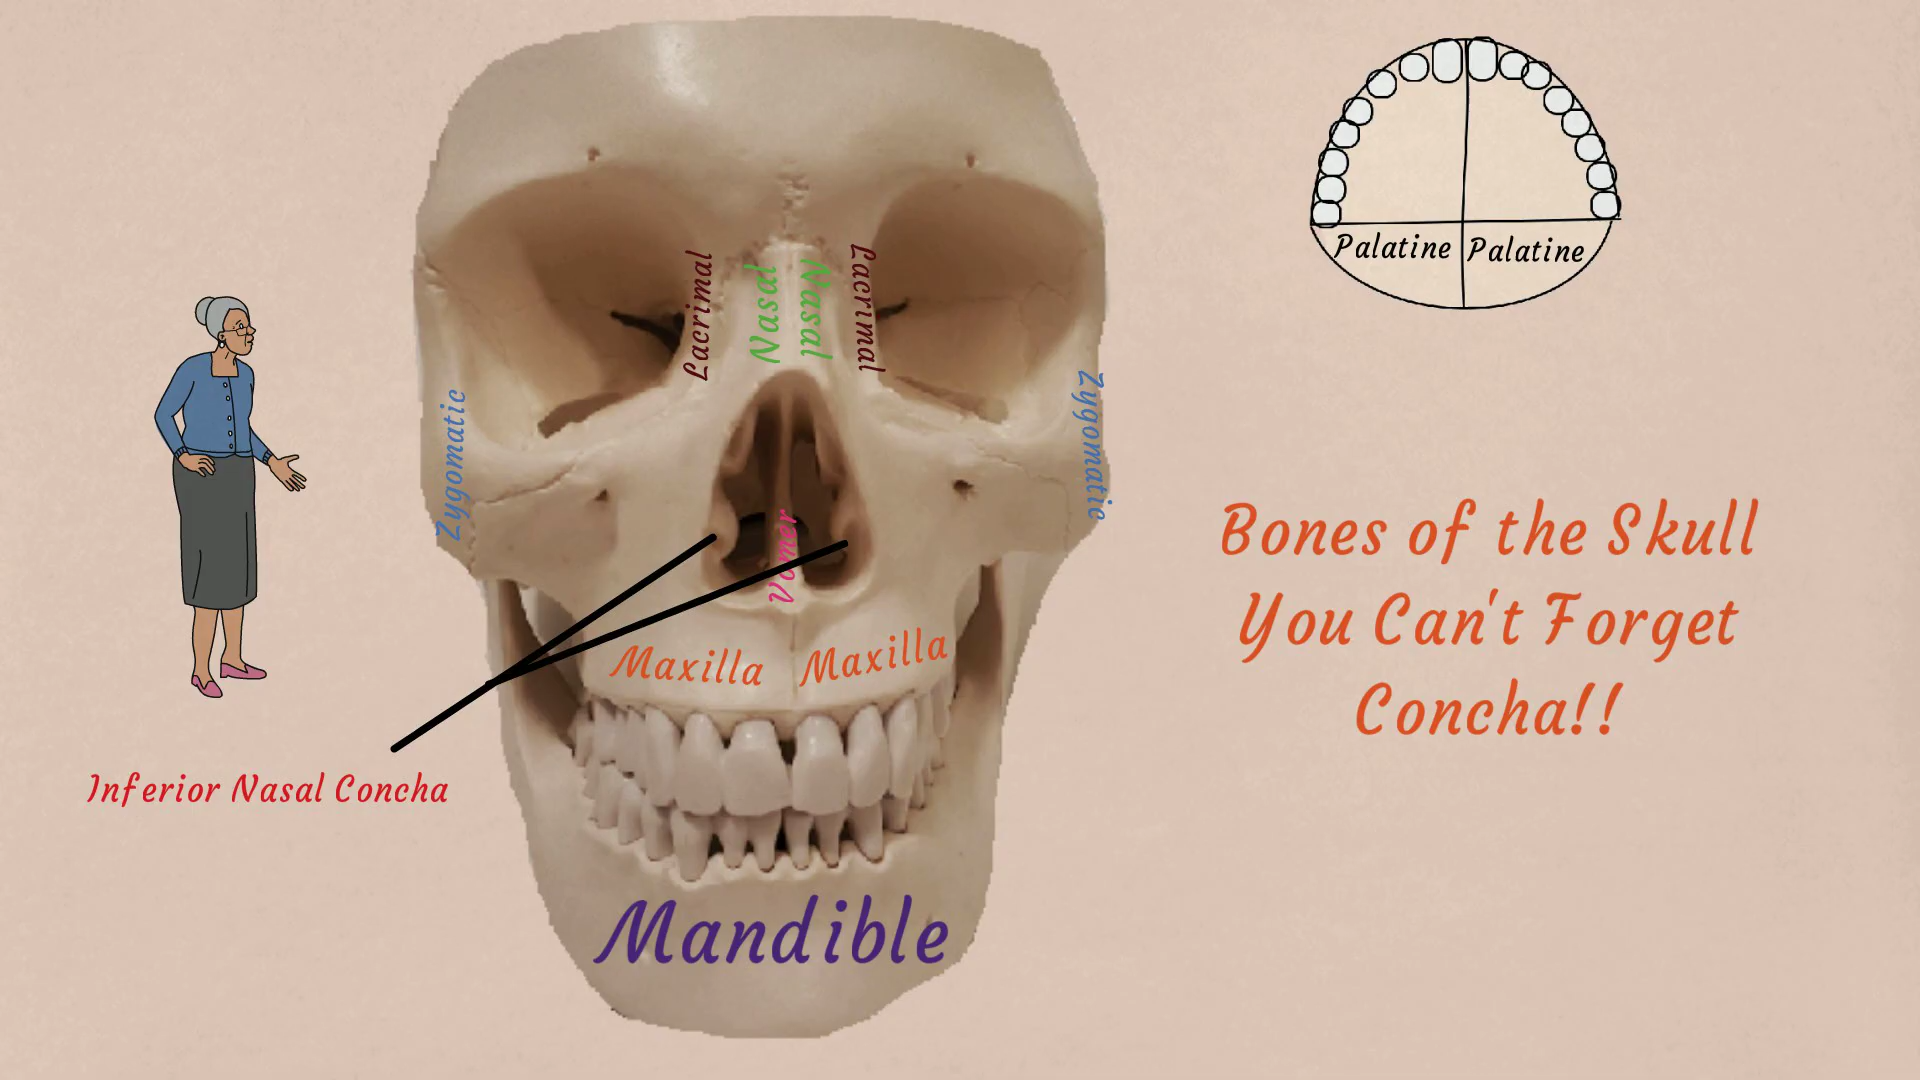 Palatine Palatine
Lacrimal
Nasal
Nasal
Lacrimal
Zygomatic
Zygomatic
Vomer
Bones of the Skull
You Can't Forget
Concha!!
Maxilla Maxilla
Inferior Nasal Concha
Mandible